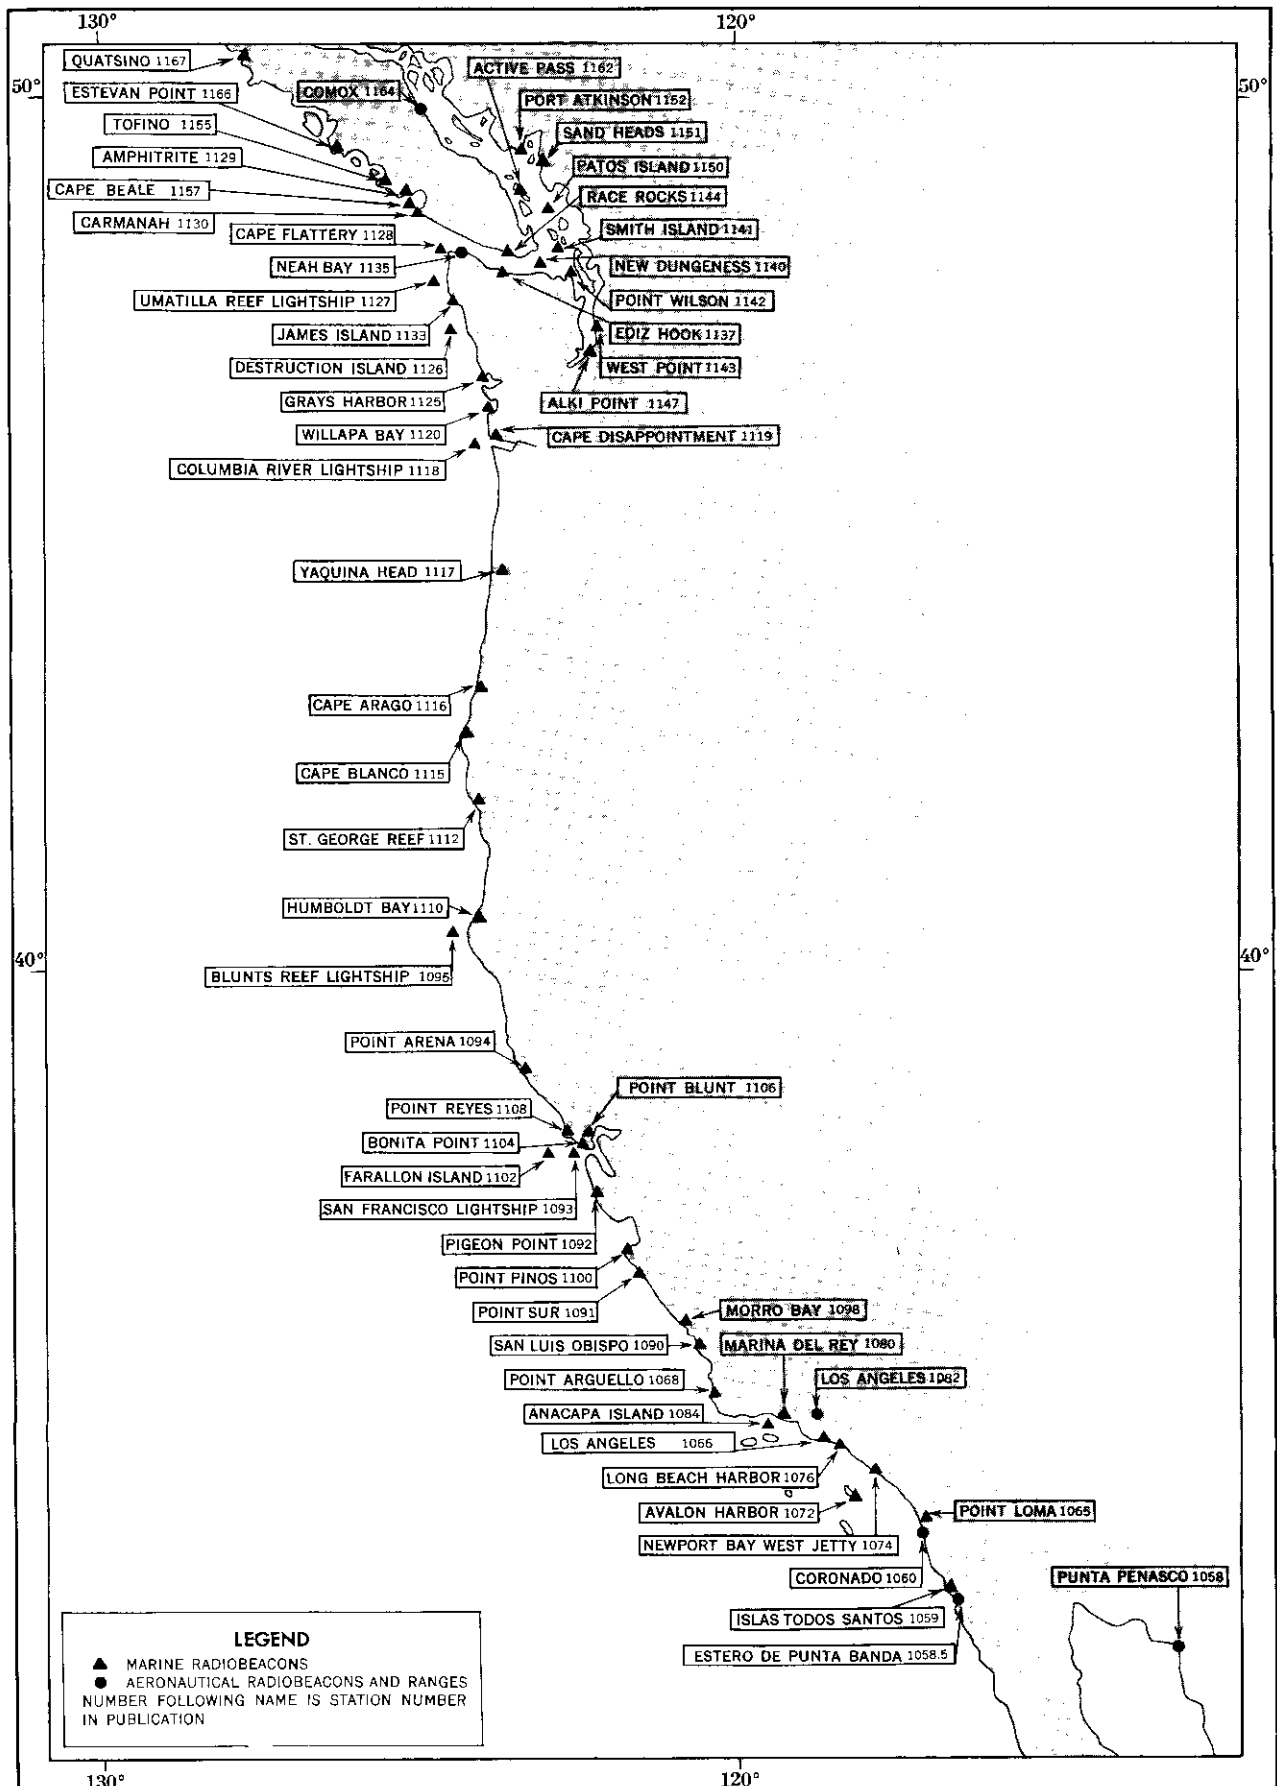 130°
120°
QUATSINO 1167
ACTIVE PASS 1162
50°
50°
ESTEVAN POINT 1166
COMOX 1164
PORT ATKINSON 1152
TOFINO 1155
SAND HEADS 1151
AMPHITRITE 1129
PATOS ISLAND 1150
CAPE BEALE 1157
RACE ROCKS 1144
CARMANAH 1130
SMITH ISLAND 1141
CAPE FLATTERY 1128
NEAH BAY 1135
NEW DUNGENESS 1140
UMATILLA REEF LIGHTSHIP 1127
POINT WILSON 1142
JAMES ISLAND 1133
EDIZ HOOK 1137
DESTRUCTION ISLAND 1126
WEST POINT 1143
GRAYS HARBOR 1125
ALKI POINT 1147
WILLAPA BAY 1120
CAPE DISAPPOINTMENT 1119
COLUMBIA RIVER LIGHTSHIP 1118
YAQUINA HEAD 1117
CAPE ARAGO 1116
CAPE BLANCO 1115
ST. GEORGE REEF 1112
HUMBOLDT BAY 1110
40°
40°
BLUNTS REEF LIGHTSHIP 1095
POINT ARENA 1094
POINT BLUNT 1106
POINT REYES 1108
BONITA POINT 1104
FARALLON ISLAND 1102
SAN FRANCISCO LIGHTSHIP 1093
PIGEON POINT 1092
POINT PINOS 1100
POINT SUR 1091
MORRO BAY 1098
SAN LUIS OBISPO 1090
MARINA DEL REY 1080
POINT ARGUELLO 1068
LOS ANGELES 1082
ANACAPA ISLAND 1084
LOS ANGELES 1066
LONG BEACH HARBOR 1076
AVALON HARBOR 1072
POINT LOMA 1065
NEWPORT BAY WEST JETTY 1074
CORONADO 1060
PUNTA PENASCO 1058
ISLAS TODOS SANTOS 1059
ESTERO DE PUNTA BANDA 1058.5
LEGEND
MARINE RADIOBEACONS
AERONAUTICAL RADIOBEACONS AND RANGES
NUMBER FOLLOWING NAME IS STATION NUMBER
IN PUBLICATION
130°
120°